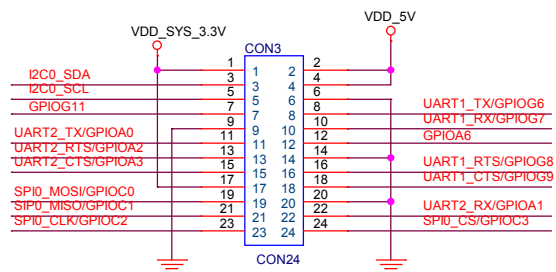 VDD_SYS_3.3V VDD_5V
CON3
1 1 2 2
I2C0_SDA 3 3 4 4
I2C0_SCL 5 5 6 6
GPIOG11 7 7 8 8 UART1_TX/GPIOG6
9 9 10 10 UART1_RX/GPIOG7
UART2_TX/GPIOA0 11 11 12 12 GPIOA6
UART2_RTS/GPIOA2 13 13 14 14
UART2_CTS/GPIOA3 15 15 16 16 UART1_RTS/GPIOG8
17 17 18 18 UART1_CTS/GPIOG9
SPI0_MOSI/GPIOC0 19 19 20 20
SIP0_MISO/GPIOC1 21 21 22 22 UART2_RX/GPIOA1
SPI0_CLK/GPIOC2 23 23 24 24 SPI0_CS/GPIOC3
CON24